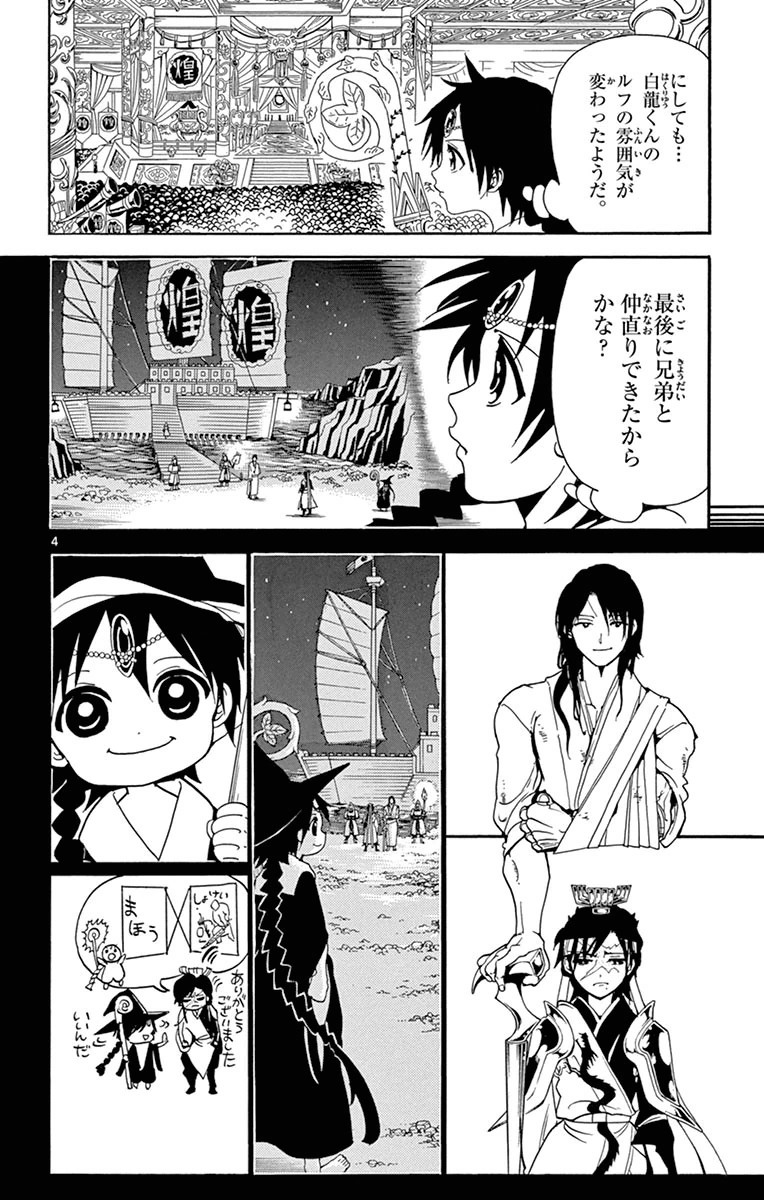 にしても…
白龍くんの
ルフの雰囲気が
変わったようだ。
煌
煌
煌
最後に兄弟と
仲直りできたから
かな？
煌
煌
4
しょけい
まほう
ありがとう
ございました
いいんだ